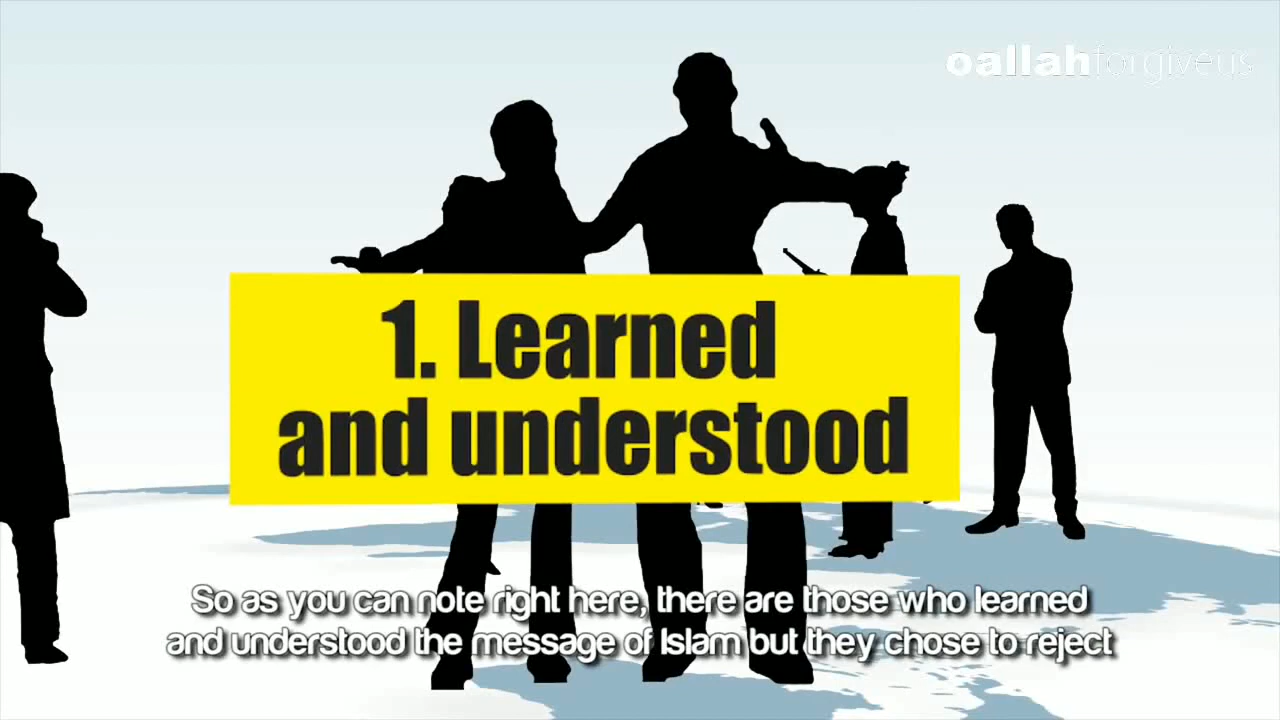 oallahforgiveus
1. Learned
and understood
So as you can note right here, there are those who learned
and understood the message of Islam but they chose to reject